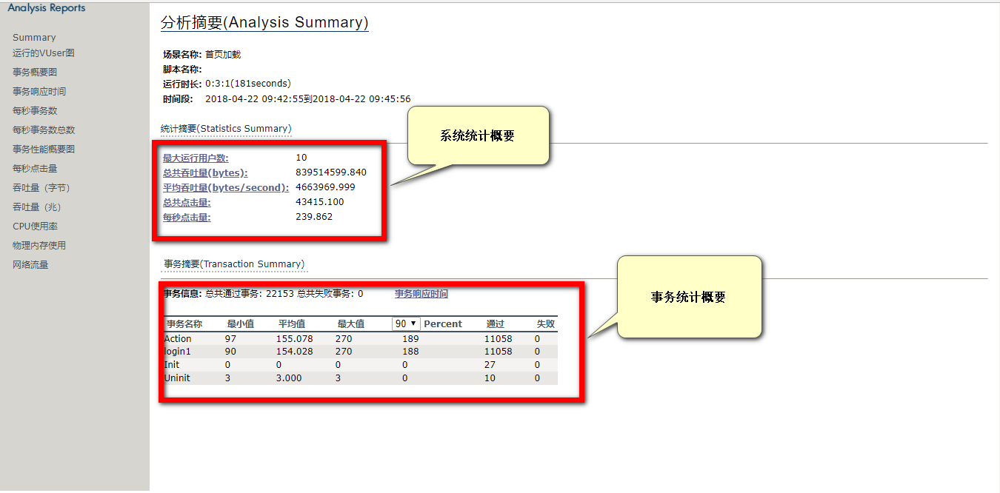 Analysis Reports
Summary
运行的VUser图
事务概要图
事务响应时间
每秒事务数
每秒事务数总数
事务性能概要图
每秒点击量
吞吐量（字节）
吞吐量（兆）
CPU使用率
物理内存使用
网络流量
分析摘要(Analysis Summary)
场景名称: 首页加载
脚本名称:
运行时长: 0:3:1(181seconds)
时间段: 2018-04-22 09:42:55到2018-04-22 09:45:56
统计摘要(Statistics Summary)
系统统计概要
最大运行用户数: 10
总共吞吐量(bytes): 839514599.840
平均吞吐量(bytes/second): 4663969.999
总共点击量: 43415.100
每秒点击量: 239.862
事务摘要(Transaction Summary)
事务统计概要
事务信息: 总共通过事务：22153 总共失败事务：0 事务响应时间
事务名称 最小值 平均值 最大值 90 ▼ Percent 通过 失败
Action 97 155.078 270 189 11058 0
login1 90 154.028 270 188 11058 0
Init 0 0 0 0 27 0
Uninit 3 3.000 3 0 10 0